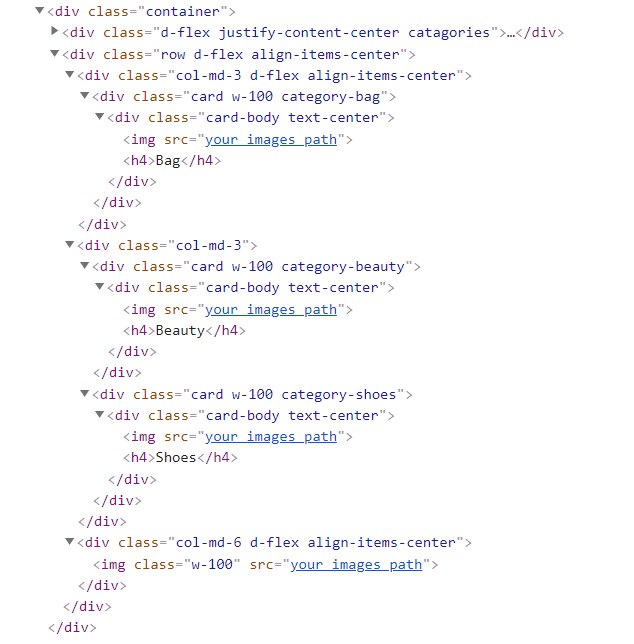 ▼<div class="container">
▶<div class="d-flex justify-content-center catagories">…</div>
▼<div class="row d-flex align-items-center">
▼<div class="col-md-3 d-flex align-items-center">
▼<div class="card w-100 category-bag">
▼<div class="card-body text-center">
<img src="your images path">
<h4>Bag</h4>
</div>
</div>
</div>
▼<div class="col-md-3">
▼<div class="card w-100 category-beauty">
▼<div class="card-body text-center">
<img src="your images path">
<h4>Beauty</h4>
</div>
</div>
▼<div class="card w-100 category-shoes">
▼<div class="card-body text-center">
<img src="your images path">
<h4>Shoes</h4>
</div>
</div>
</div>
▼<div class="col-md-6 d-flex align-items-center">
<img class="w-100" src="your images path">
</div>
</div>
</div>